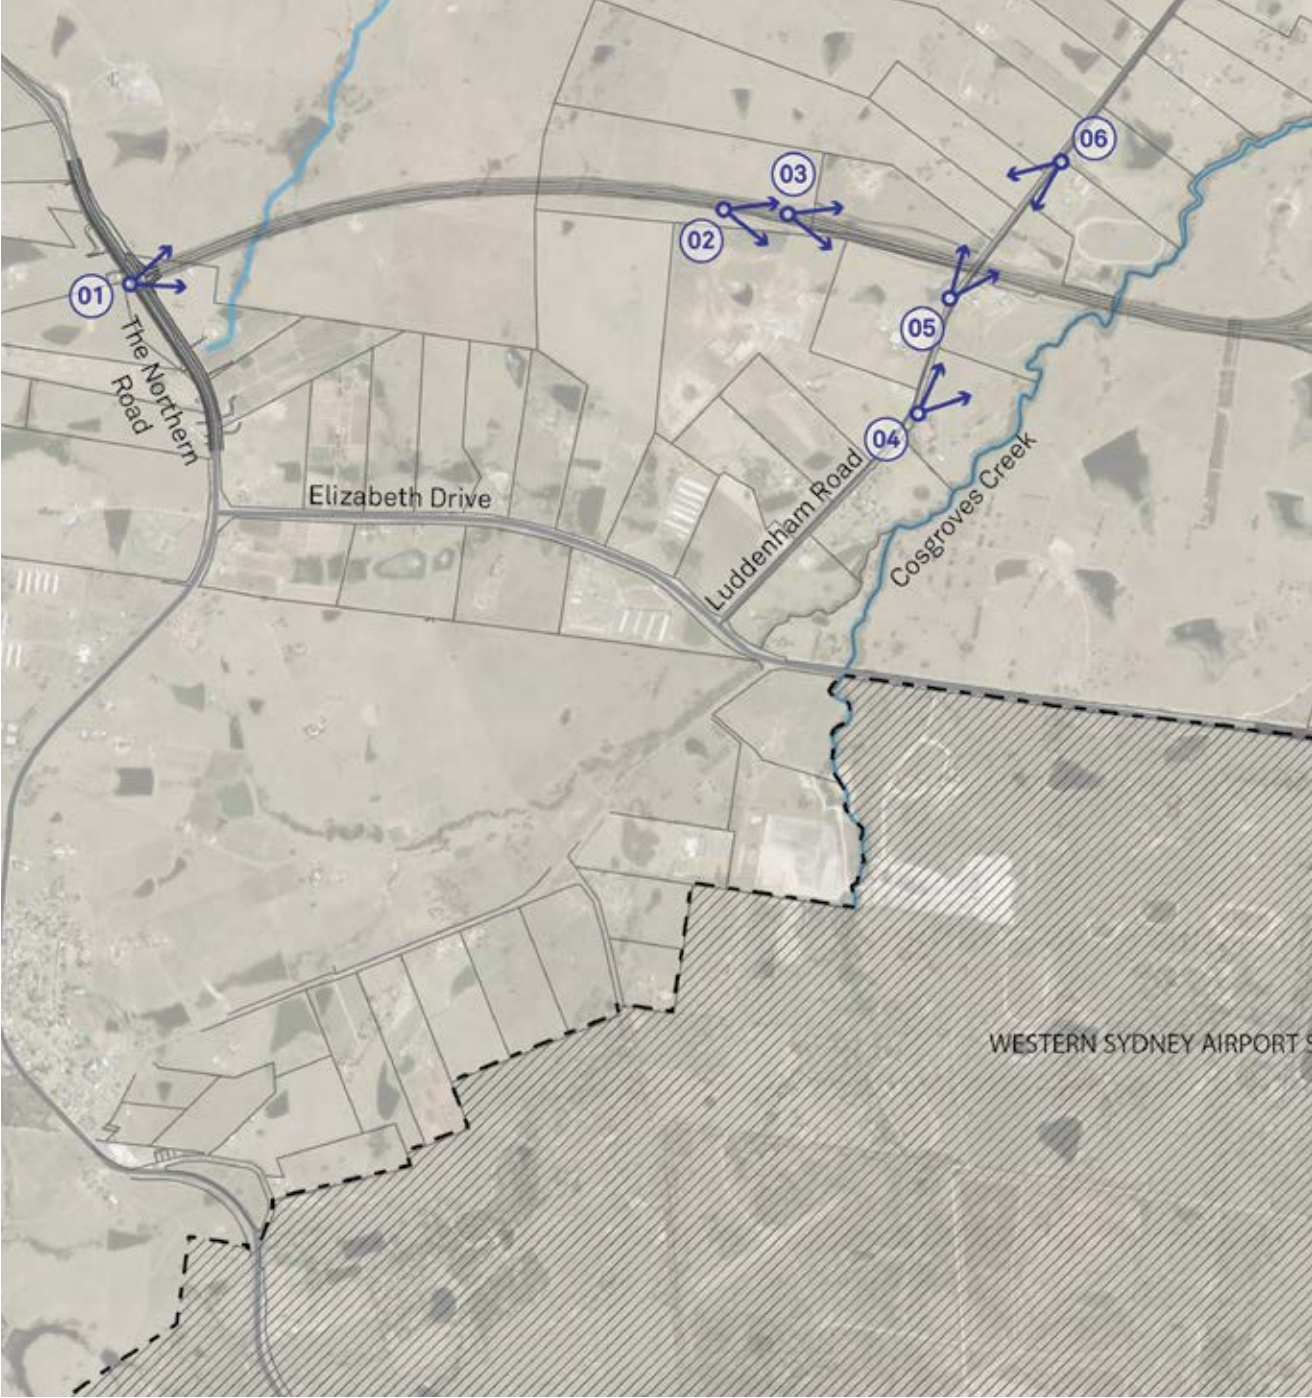 06
03
02
01
05
The Northern
Road
04
Elizabeth Drive
Luddenham Road
Cosgroves Creek
WESTERN SYDNEY AIRPORT S